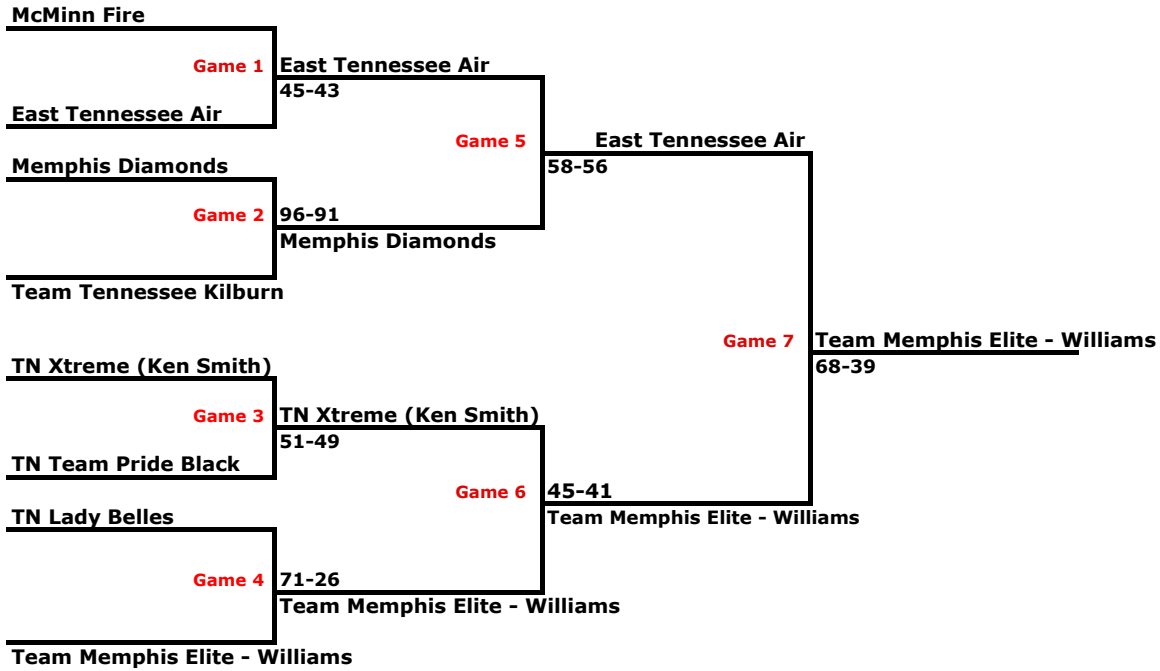 McMinn Fire
Game 1
East Tennessee Air
45-43
East Tennessee Air
Game 5
East Tennessee Air
58-56
Memphis Diamonds
Game 2
96-91
Memphis Diamonds
Team Tennessee Kilburn
Game 7
Team Memphis Elite - Williams
68-39
TN Xtreme (Ken Smith)
Game 3
TN Xtreme (Ken Smith)
51-49
TN Team Pride Black
Game 6
45-41
Team Memphis Elite - Williams
TN Lady Belles
Game 4
71-26
Team Memphis Elite - Williams
Team Memphis Elite - Williams